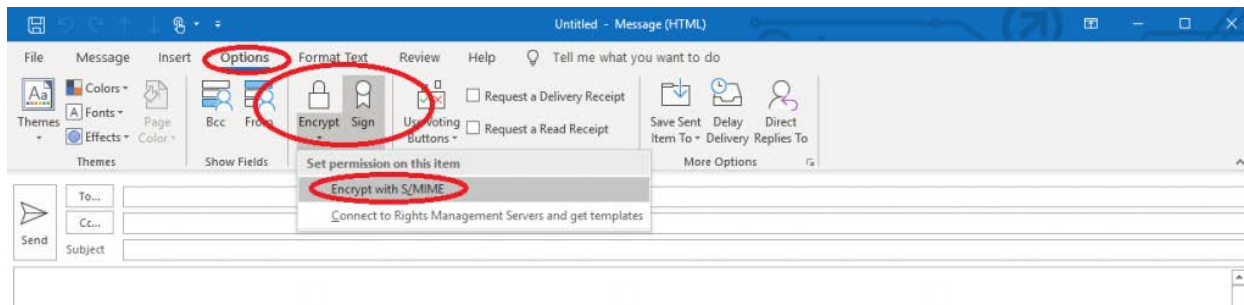 Untitled - Message (HTML)
File Message Insert Options Format Text Review Help Tell me what you want to do
Themes
Colors
Fonts
Effects
Page Color
Themes
Bcc
From
Show Fields
Encrypt
Sign
Use Voting Buttons
Request a Delivery Receipt
Request a Read Receipt
Save Sent Item To
Delay Delivery
Direct Replies To
More Options
Set permission on this item
Encrypt with S/MIME
Connect to Rights Management Servers and get templates
Send
To...
Cc...
Subject